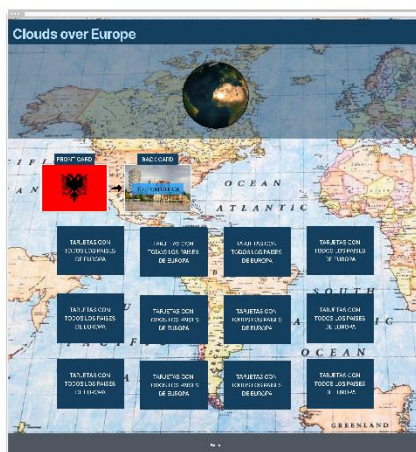 Clouds over Europe
FRONT CARD
BACK CARD
OCEAN
ATLANTIC
OCEAN
TARJETAS CON
TODOS LOS PAISES
DE EUROPA
TARJETAS CON
TODOS LOS PAISES
DE EUROPA
TARJETAS CON
TODOS LOS PAISES
DE EUROPA
TARJETAS CON
TODOS LOS PAISES
DE EUROPA
SOUTH
TARJETAS CON
TODOS LOS PAISES
DE EUROPA
TARJETAS CON
TODOS LOS PAISES
DE EUROPA
TARJETAS CON
TODOS LOS PAISES
DE EUROPA
TARJETAS CON
TODOS LOS PAISES
DE EUROPA
TARJETAS CON
TODOS LOS PAISES
DE EUROPA
TARJETAS CON
TODOS LOS PAISES
DE EUROPA
TARJETAS CON
TODOS LOS PAISES
DE EUROPA
TARJETAS CON
TODOS LOS PAISES
DE EUROPA
GREENLAND